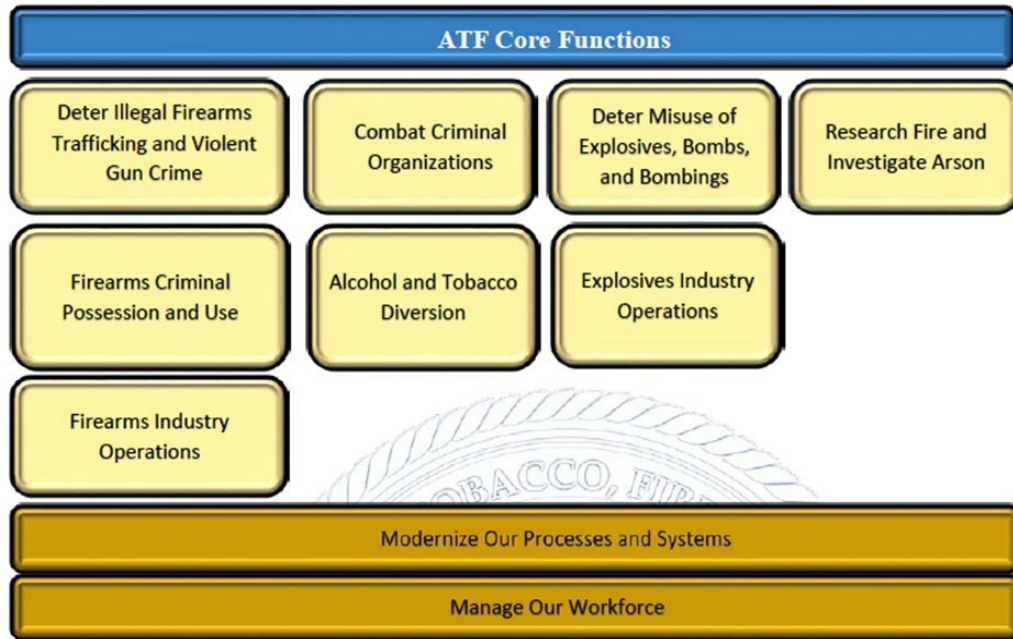 ATF Core Functions
Deter Illegal Firearms
Trafficking and Violent
Gun Crime
Combat Criminal
Organizations
Deter Misuse of
Explosives, Bombs,
and Bombings
Research Fire and
Investigate Arson
Firearms Criminal
Possession and Use
Alcohol and Tobacco
Diversion
Explosives Industry
Operations
Firearms Industry
Operations
OBACCO, FIR
Modernize Our Processes and Systems
Manage Our Workforce